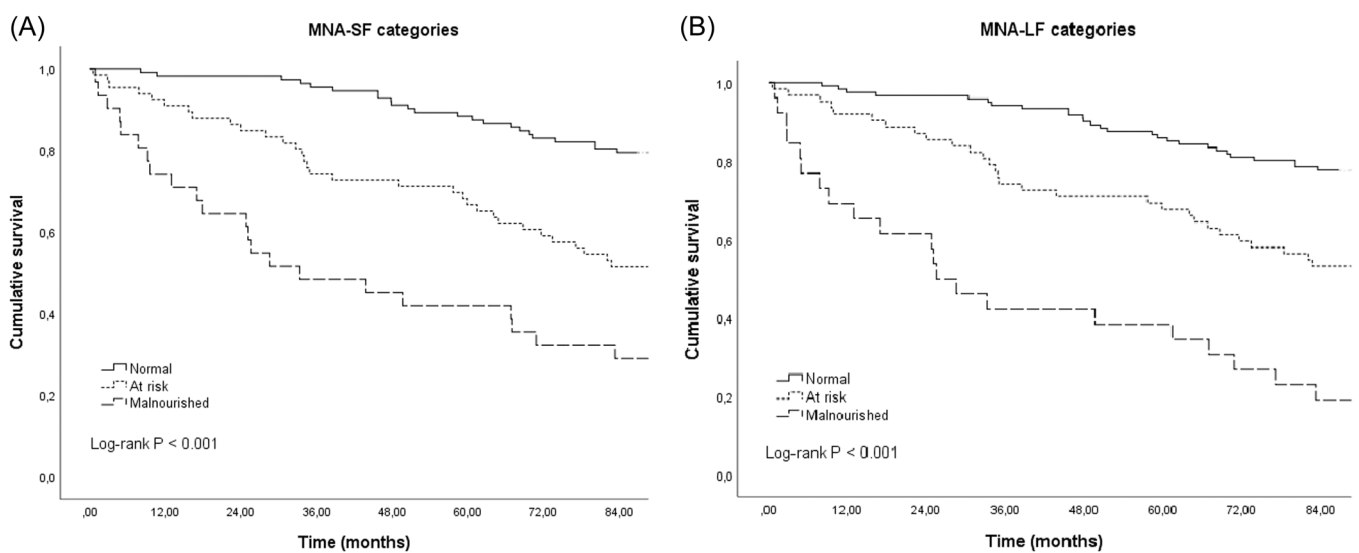 (A)
MNA-SF categories
Cumulative survival
1,0
0,8
0,6
0,4
0,2
0,0
Normal
At risk
Malnourished
Log-rank P < 0.001
,00 12,00 24,00 36,00 48,00 60,00 72,00 84,00
Time (months)
(B)
MNA-LF categories
Cumulative survival
1,0
0,8
0,6
0,4
0,2
0,0
Normal
At risk
Malnourished
Log-rank P < 0.001
,00 12,00 24,00 36,00 48,00 60,00 72,00 84,00
Time (months)